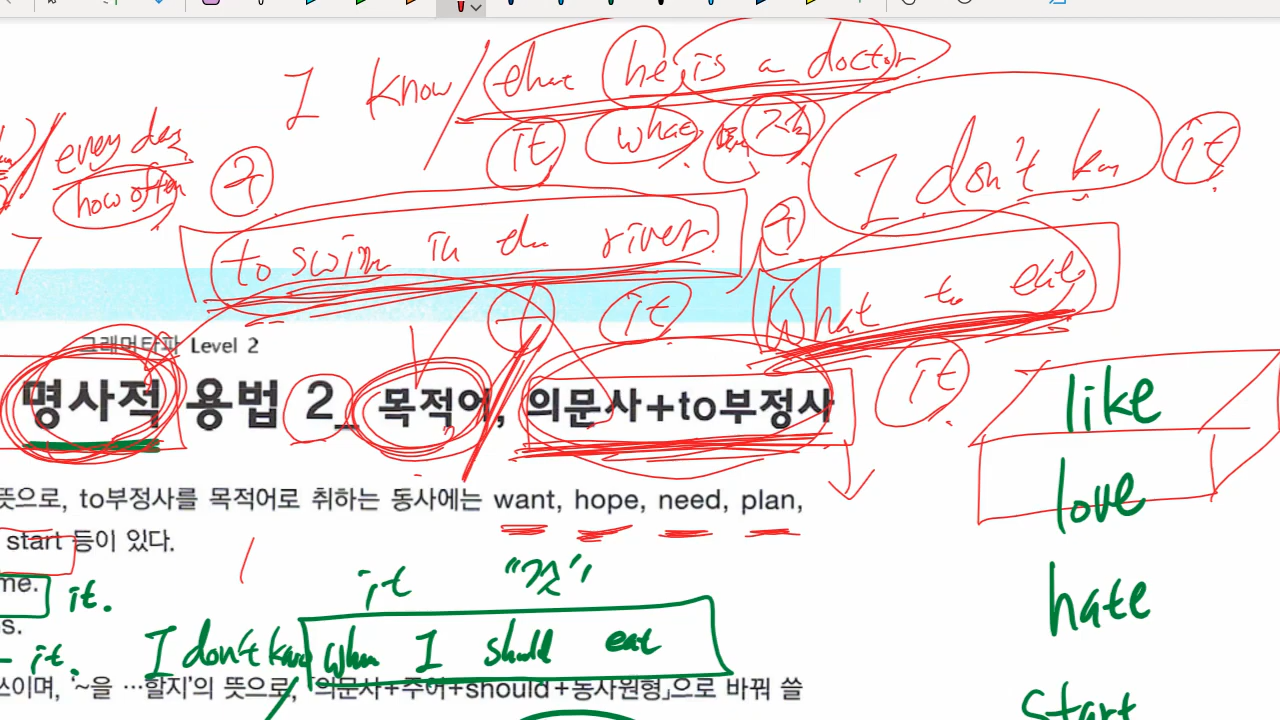 I know that he is a doctor.
every day
it what 것
I don't know it
how often 구
to swim in the river 구
7
it What to eat
그래머타파 Level 2
명사적 용법 2_ 목적어, 의문사+to부정사
it
like
뜻으로, to부정사를 목적어로 취하는 동사에는 want, hope, need, plan,
love
start 등이 있다.
me. it.
it "것"
hate
s.
it. I don't know what I should eat
쓰이며, '~을 …할지'의 뜻으로, 「의문사+주어+should+동사원형」으로 바꿔 쓸
start